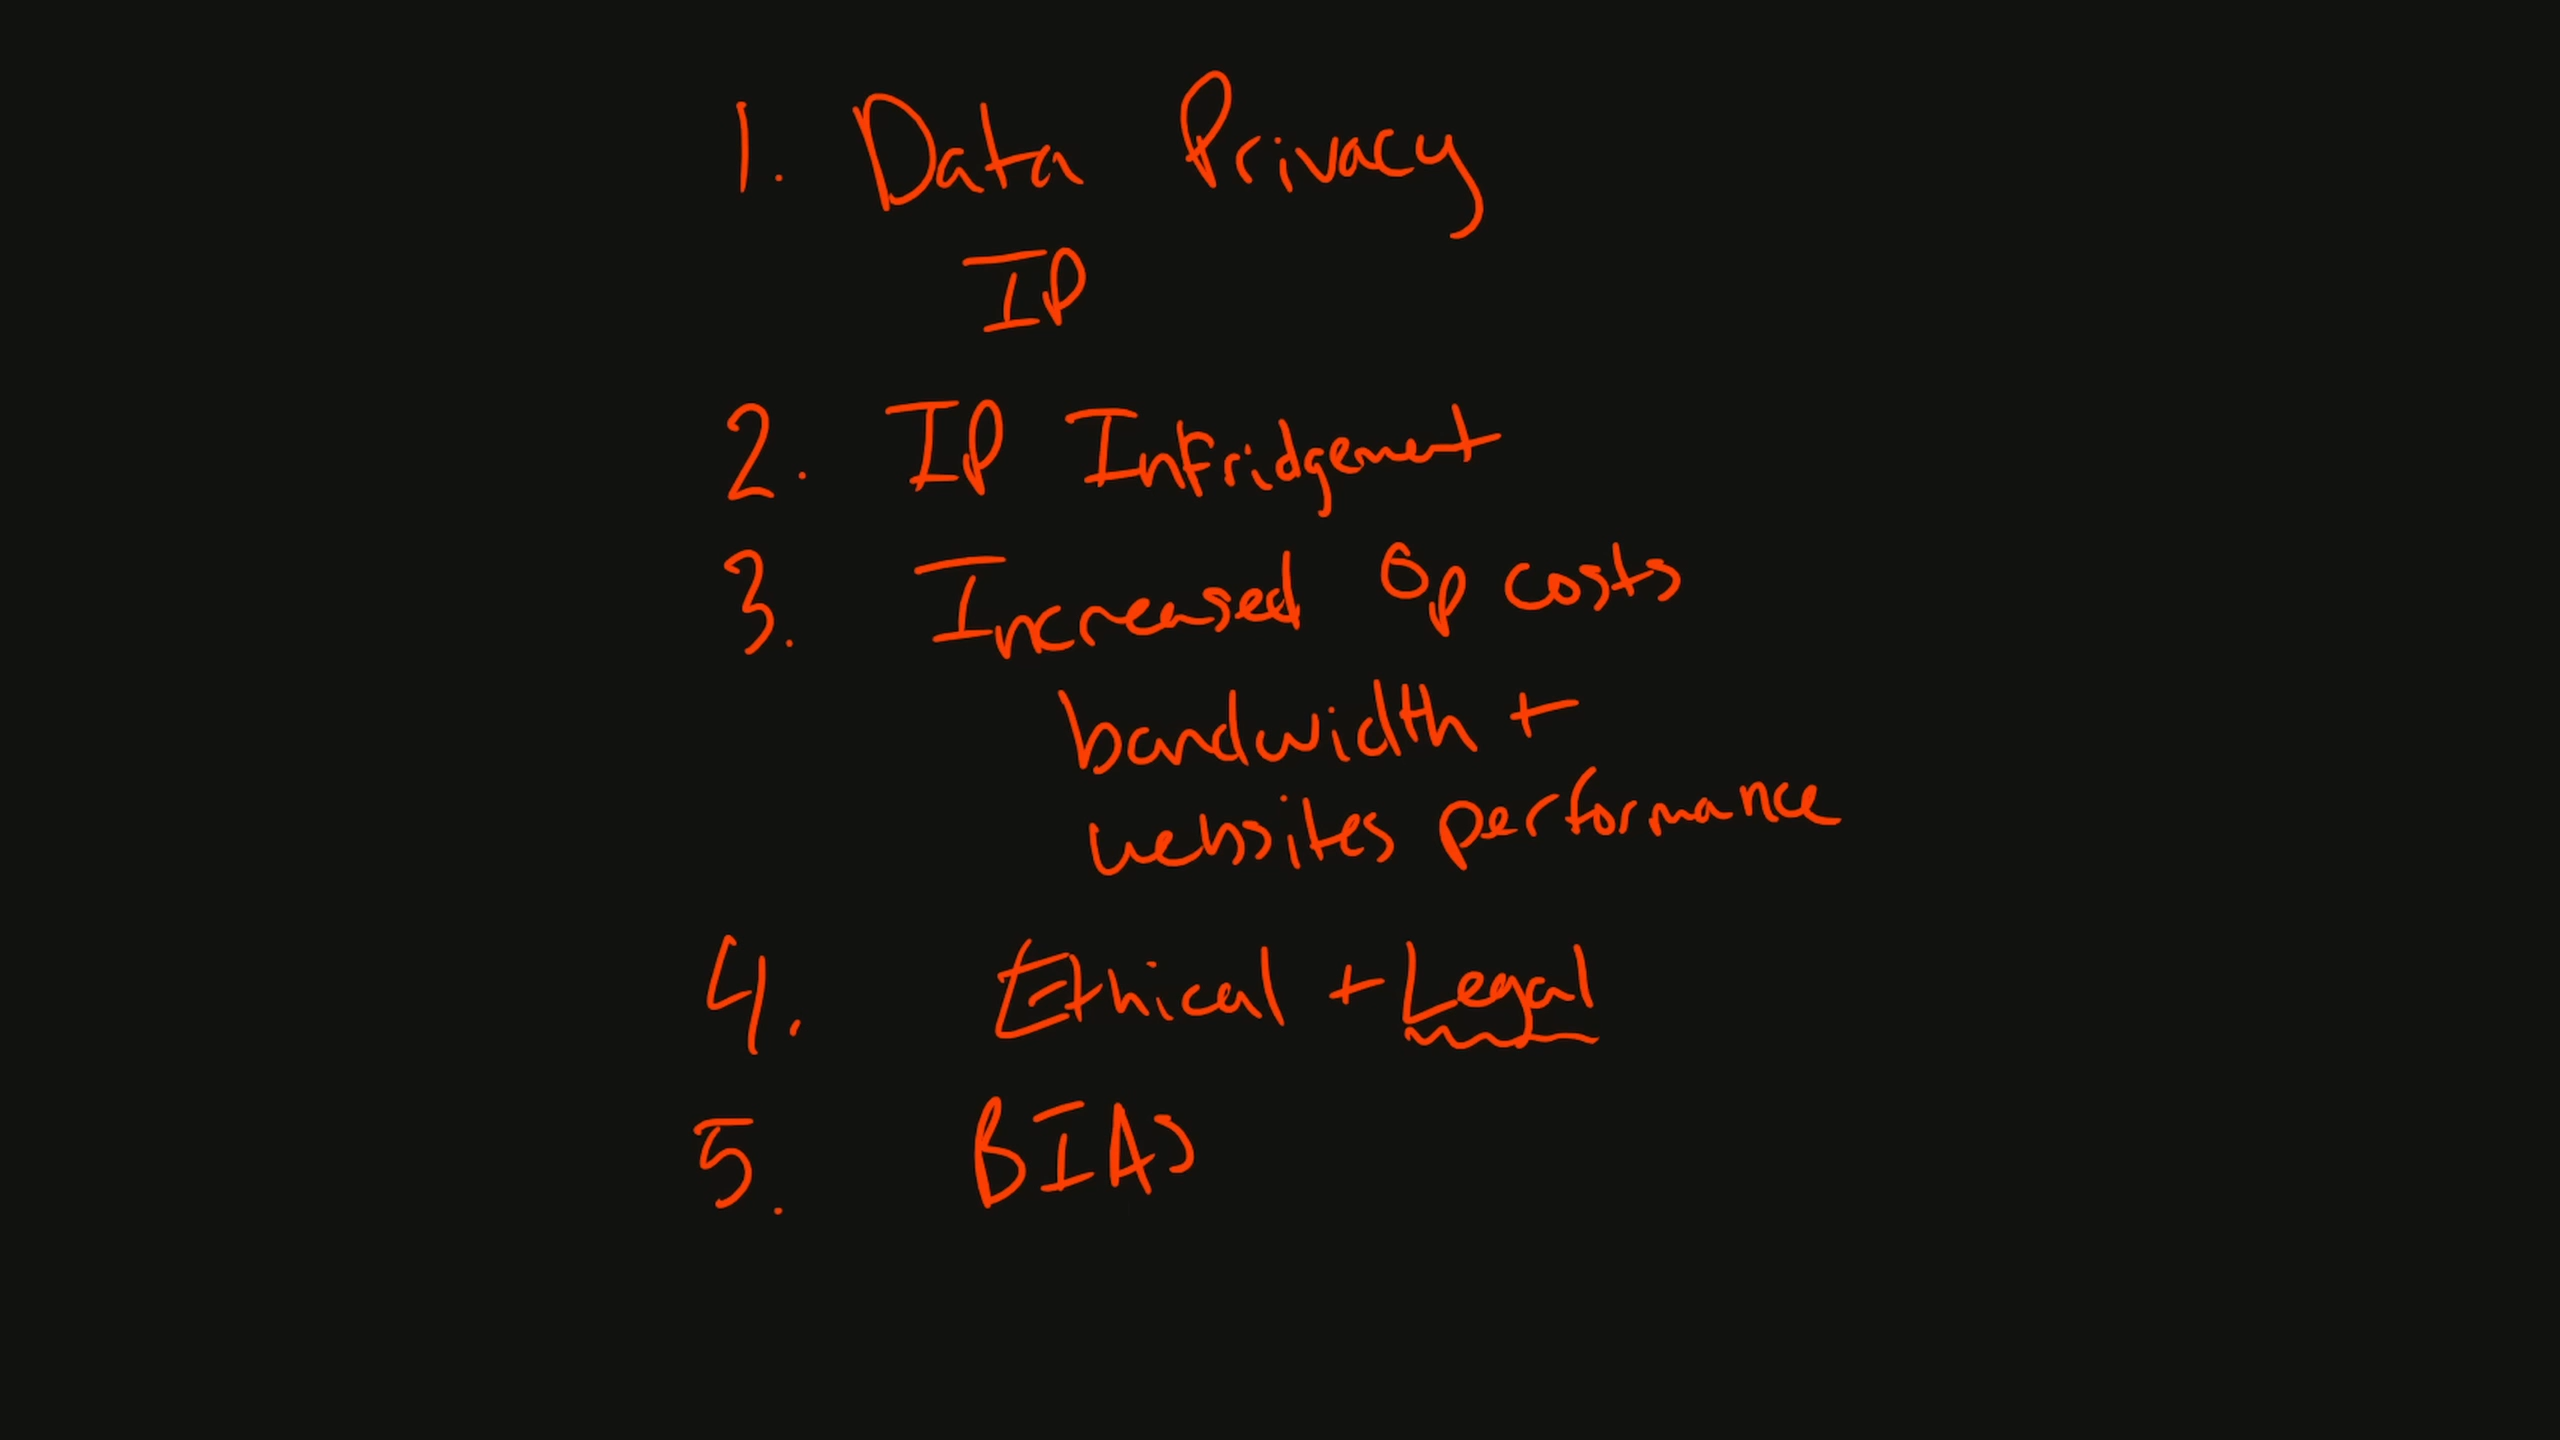 1. Data Privacy
IP
2. IP Infridgement
3. Increased Op costs
bandwidth +
websites performance
4. Ethical + Legal
5. BIAS